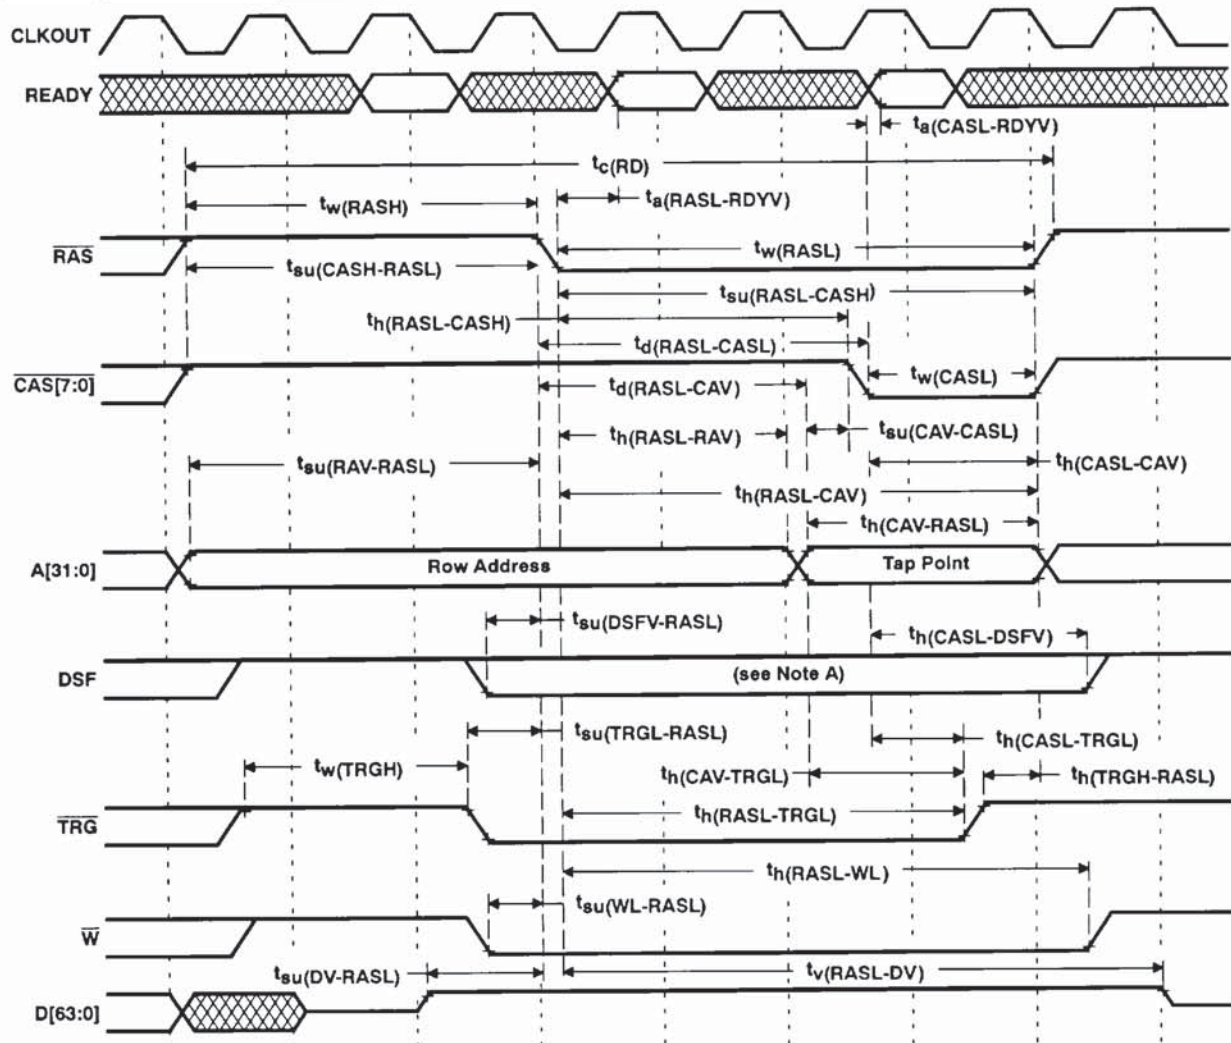 CLKOUT
READY
ta(CASL-RDYV)
tc(RD)
tw(RASH)
ta(RASL-RDYV)
RAS
tw(RASL)
tsu(CASH-RASL)
tsu(RASL-CASH)
th(RASL-CASH)
td(RASL-CASL)
CAS[7:0]
tw(CASL)
td(RASL-CAV)
th(RASL-RAV)
tsu(CAV-CASL)
tsu(RAV-RASL)
th(CASL-CAV)
th(RASL-CAV)
th(CAV-RASL)
A[31:0]
Row Address
Tap Point
tsu(DSFV-RASL)
th(CASL-DSFV)
DSF
(see Note A)
tsu(TRGL-RASL)
th(CASL-TRGL)
tw(TRGH)
th(CAV-TRGL)
th(TRGH-RASL)
TRG
th(RASL-TRGL)
th(RASL-WL)
tsu(WL-RASL)
W
tsu(DV-RASL)
tv(RASL-DV)
D[63:0]